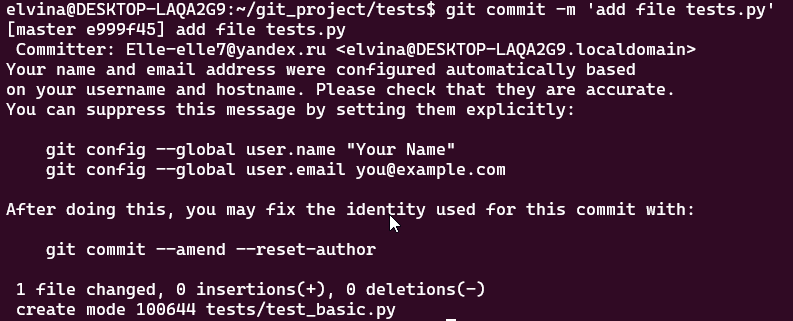 elvina@DESKTOP-LAQA2G9:~/git_project/tests$ git commit -m 'add file tests.py'
[master e999f45] add file tests.py
 Committer: Elle-elle7@yandex.ru <elvina@DESKTOP-LAQA2G9.localdomain>
Your name and email address were configured automatically based
on your username and hostname. Please check that they are accurate.
You can suppress this message by setting them explicitly:

    git config --global user.name "Your Name"
    git config --global user.email you@example.com

After doing this, you may fix the identity used for this commit with:

    git commit --amend --reset-author

 1 file changed, 0 insertions(+), 0 deletions(-)
 create mode 100644 tests/test_basic.py